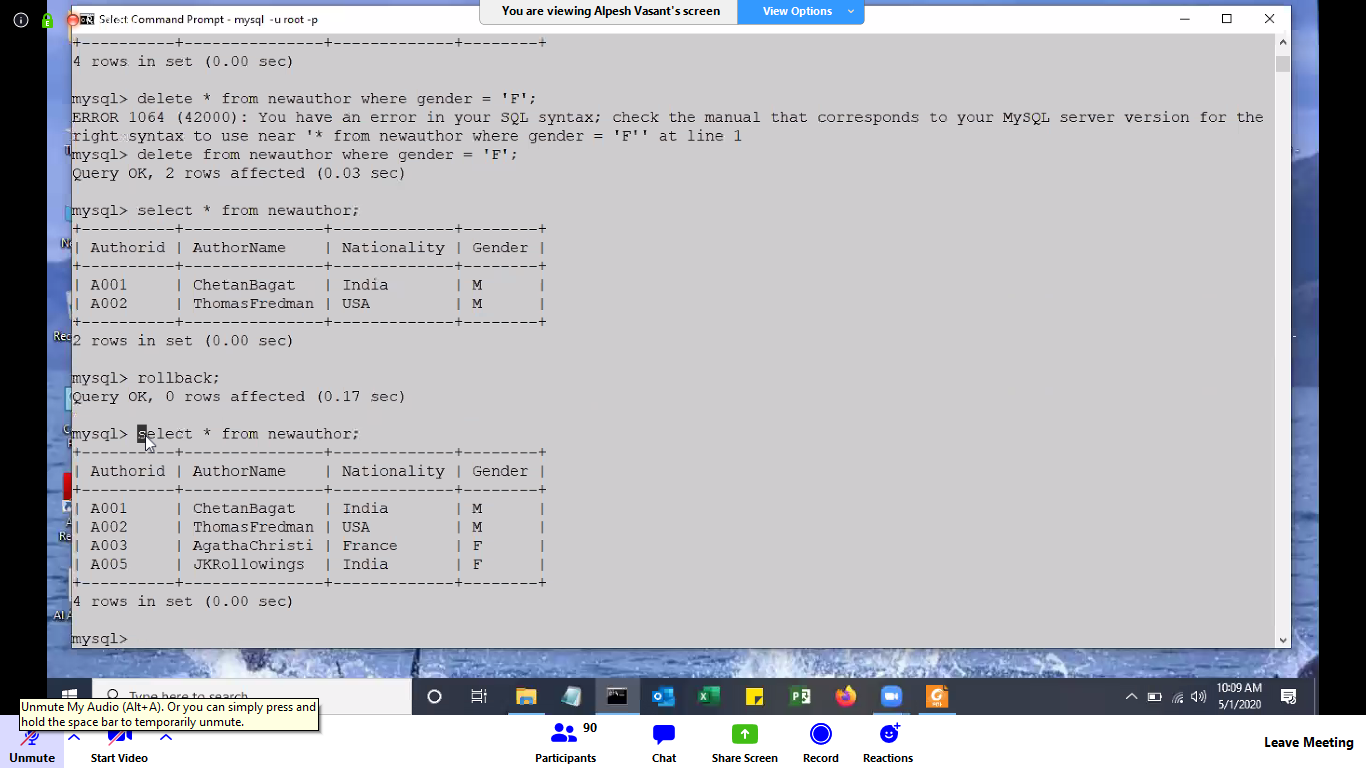 Select Command Prompt - mysql -u root -p
You are viewing Alpesh Vasant's screen
View Options
+-----------+---------------+-------------+--------+
4 rows in set (0.00 sec)
mysql> delete * from newauthor where gender = 'F';
ERROR 1064 (42000): You have an error in your SQL syntax; check the manual that corresponds to your MySQL server version for the
right syntax to use near '* from newauthor where gender = 'F'' at line 1
mysql> delete from newauthor where gender = 'F';
Query OK, 2 rows affected (0.03 sec)
mysql> select * from newauthor;
+----------+---------------+-------------+--------+
| Authorid | AuthorName    | Nationality | Gender |
+----------+---------------+-------------+--------+
| A001     | ChetanBagat   | India       | M      |
| A002     | ThomasFredman | USA         | M      |
+----------+---------------+-------------+--------+
2 rows in set (0.00 sec)
mysql> rollback;
Query OK, 0 rows affected (0.17 sec)
mysql> select * from newauthor;
+----------+---------------+-------------+--------+
| Authorid | AuthorName    | Nationality | Gender |
+----------+---------------+-------------+--------+
| A001     | ChetanBagat   | India       | M      |
| A002     | ThomasFredman | USA         | M      |
| A003     | AgathaChristi | France      | F      |
| A005     | JKRollowings  | India       | F      |
+----------+---------------+-------------+--------+
4 rows in set (0.00 sec)
mysql>
Type here to search
10:09 AM
5/1/2020
Unmute My Audio (Alt+A). Or you can simply press and
hold the space bar to temporarily unmute.
90
Unmute
Start Video
Participants
Chat
Share Screen
Record
Reactions
Leave Meeting